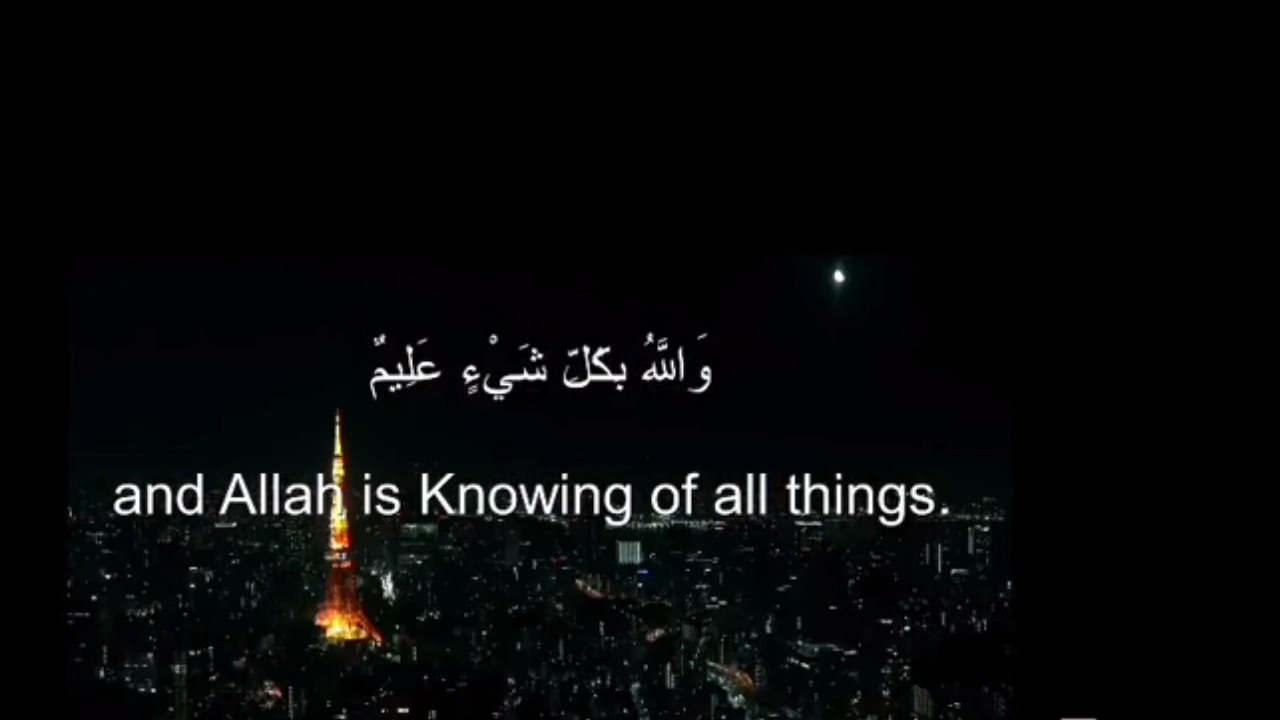 وَاللَّهُ بِكُلِّ شَيْءٍ عَلِيمٌ
and Allah is Knowing of all things.